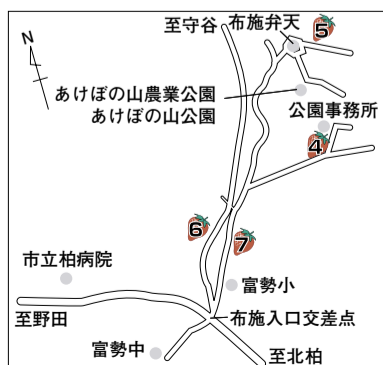 N
至守谷
布施弁天
5
あけぼの山農業公園
あけぼの山公園
公園事務所
4
6
7
市立柏病院
富勢小
至野田
布施入口交差点
富勢中
至北柏